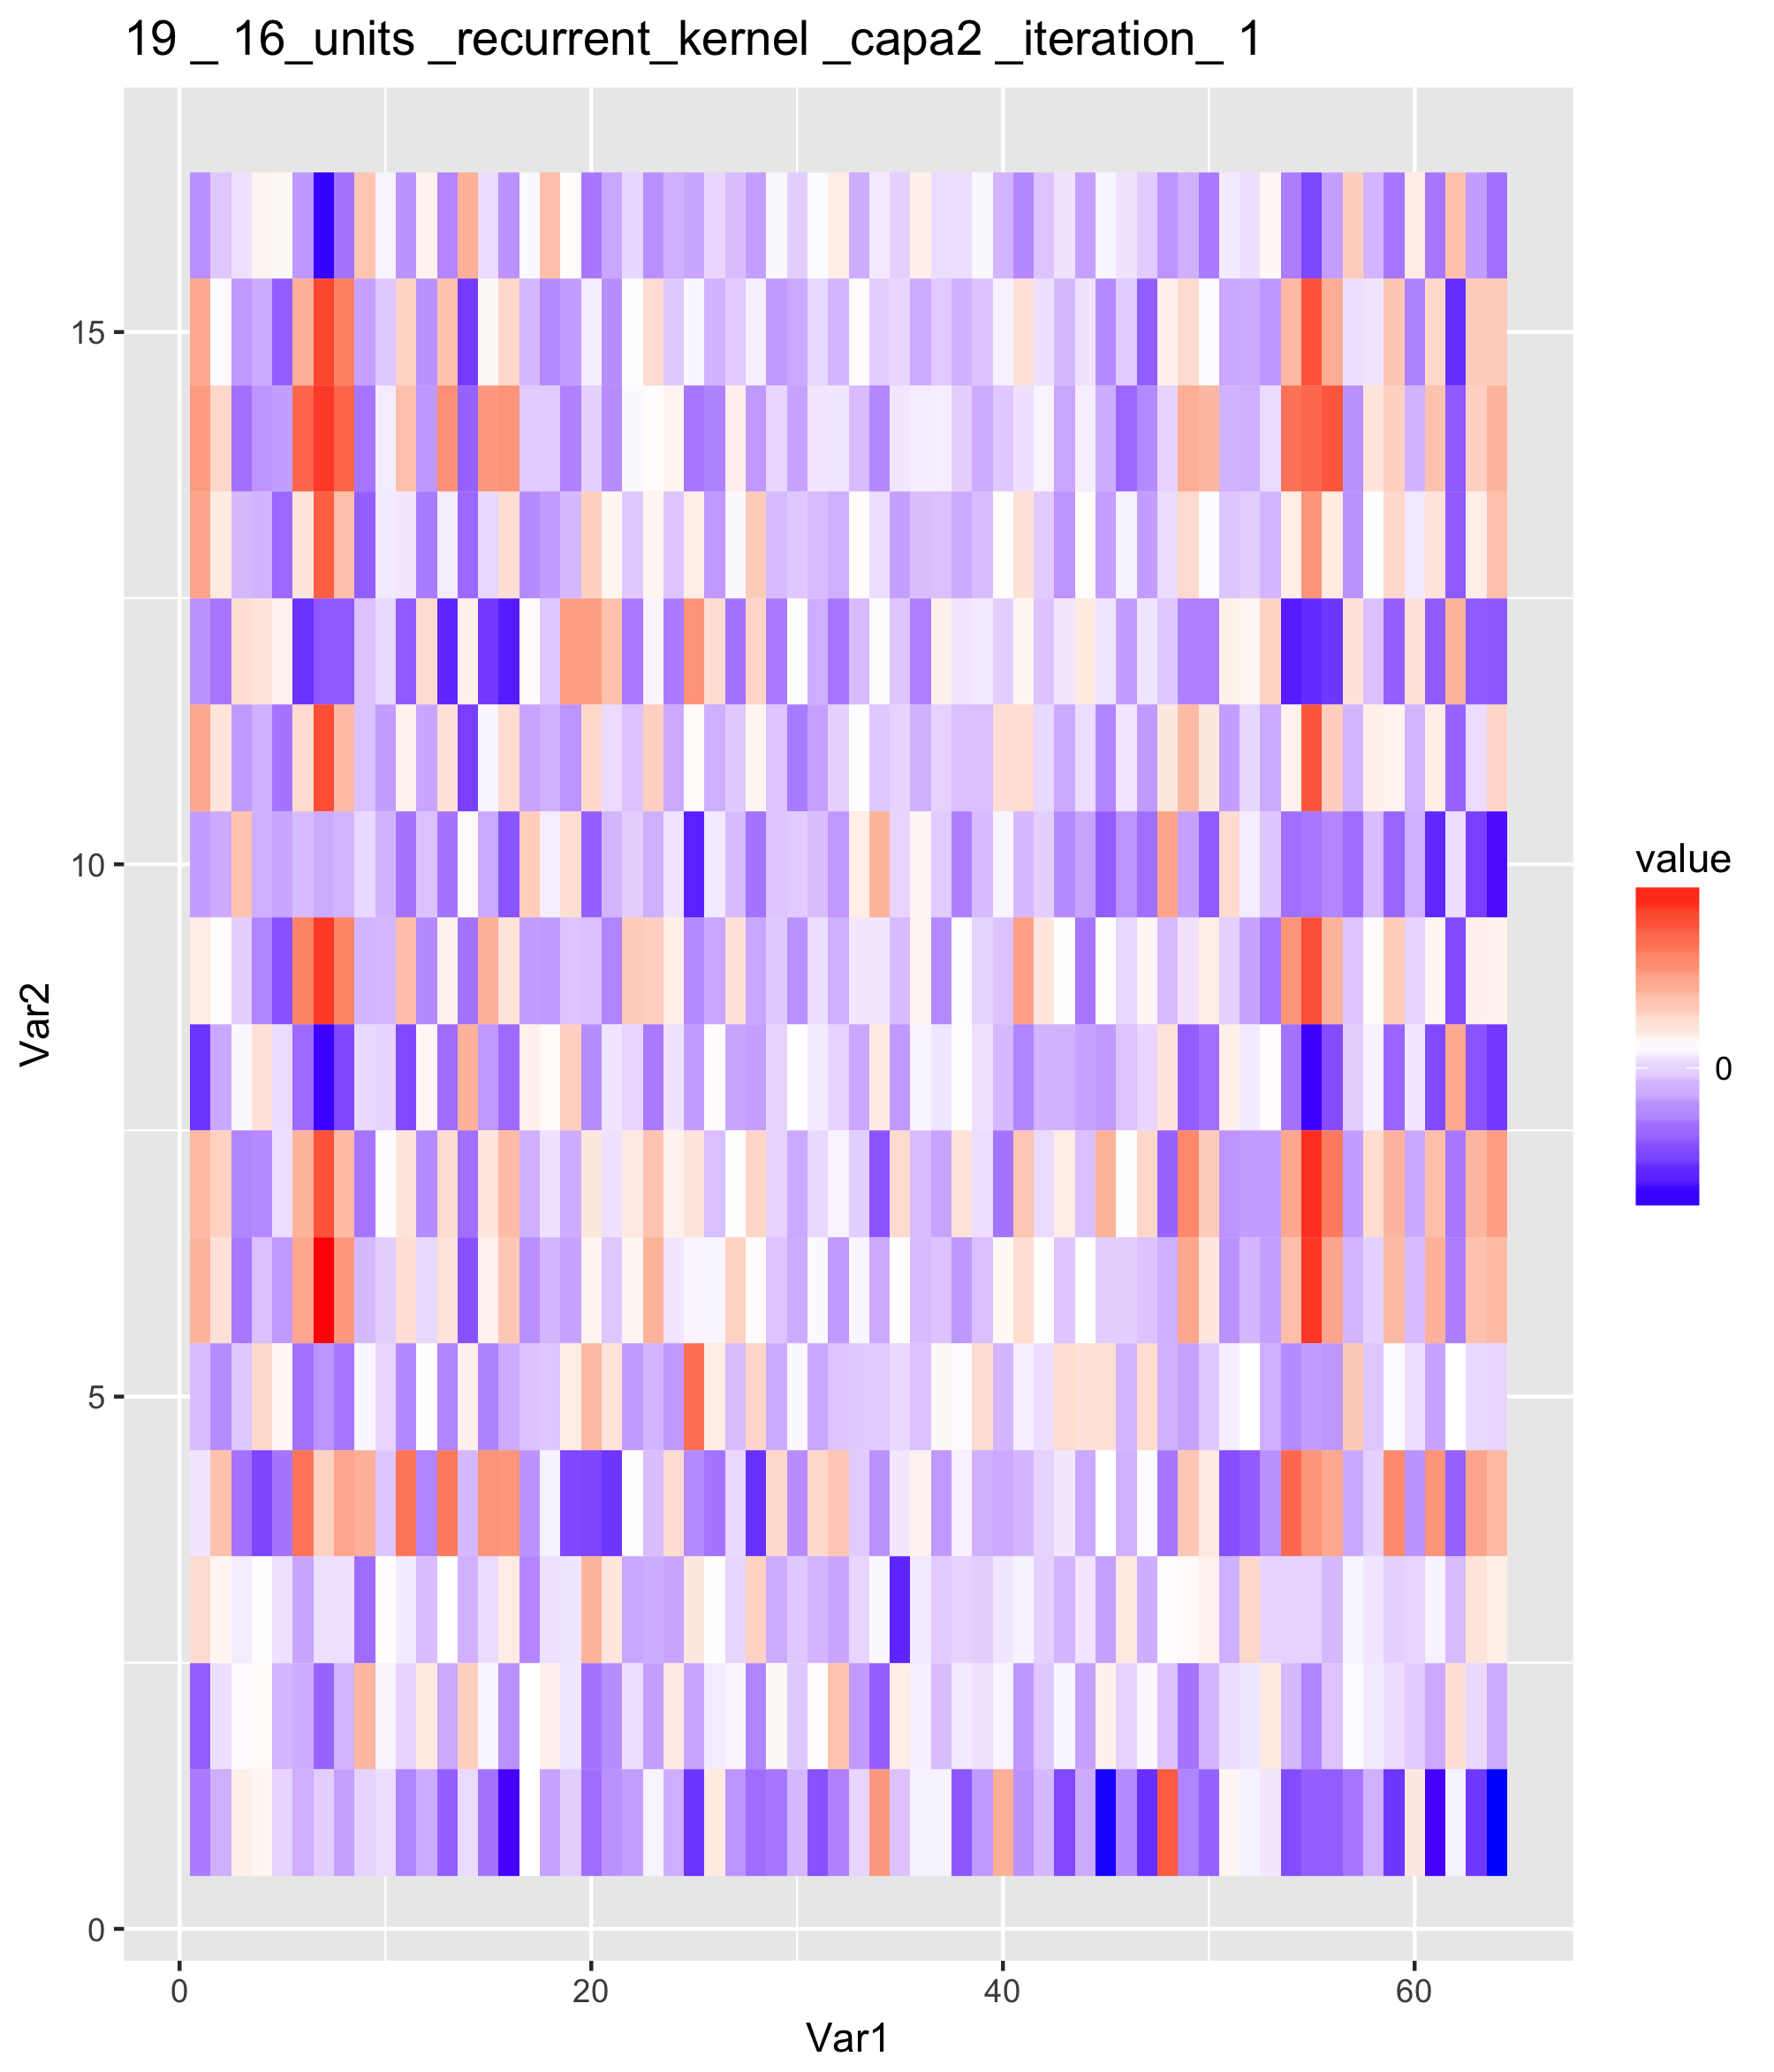 19 _ 16_units _recurrent_kernel _capa2 _iteration_ 1
15
10
5
0
Var2
0
20
40
60
Var1
value
0